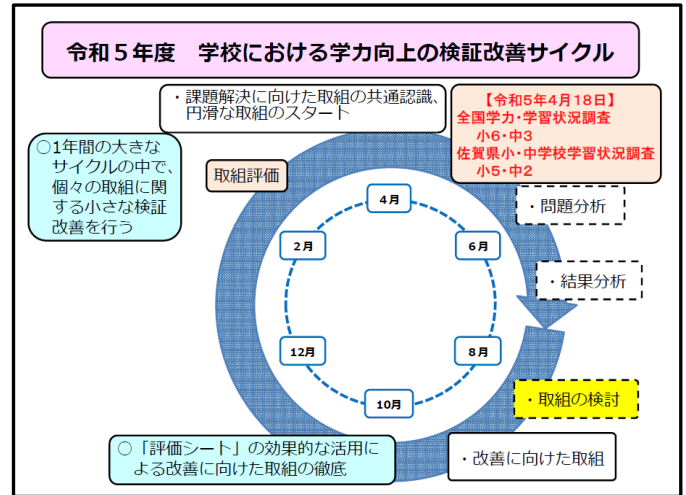 令和５年度　学校における学力向上の検証改善サイクル
・課題解決に向けた取組の共通認識、
円滑な取組のスタート
【令和5年4月18日】
全国学力・学習状況調査
小6・中3
佐賀県小・中学校学習状況調査
小5・中2
○1年間の大きな
サイクルの中で、
個々の取組に関
する小さな検証
改善を行う
取組評価
4月
・問題分析
2月
6月
・結果分析
12月
8月
・取組の検討
10月
○「評価シート」の効果的な活用に
よる改善に向けた取組の徹底
・改善に向けた取組